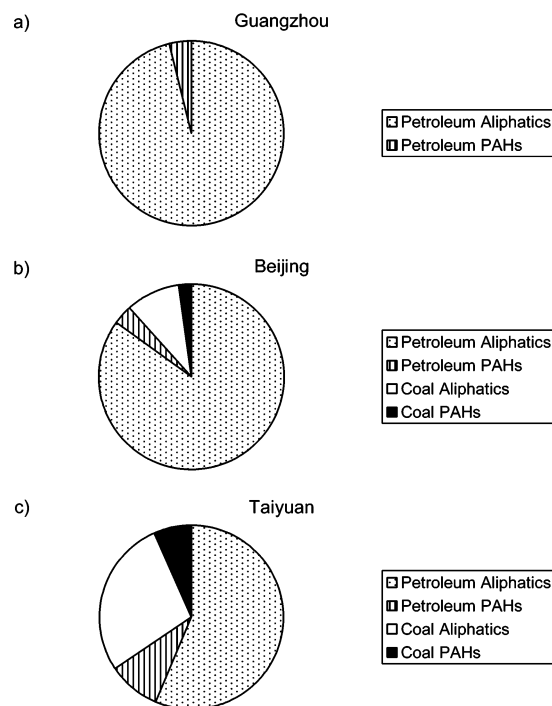 a)
Guangzhou
Petroleum Aliphatics
Petroleum PAHs
b)
Beijing
Petroleum Aliphatics
Petroleum PAHs
Coal Aliphatics
Coal PAHs
c)
Taiyuan
Petroleum Aliphatics
Petroleum PAHs
Coal Aliphatics
Coal PAHs